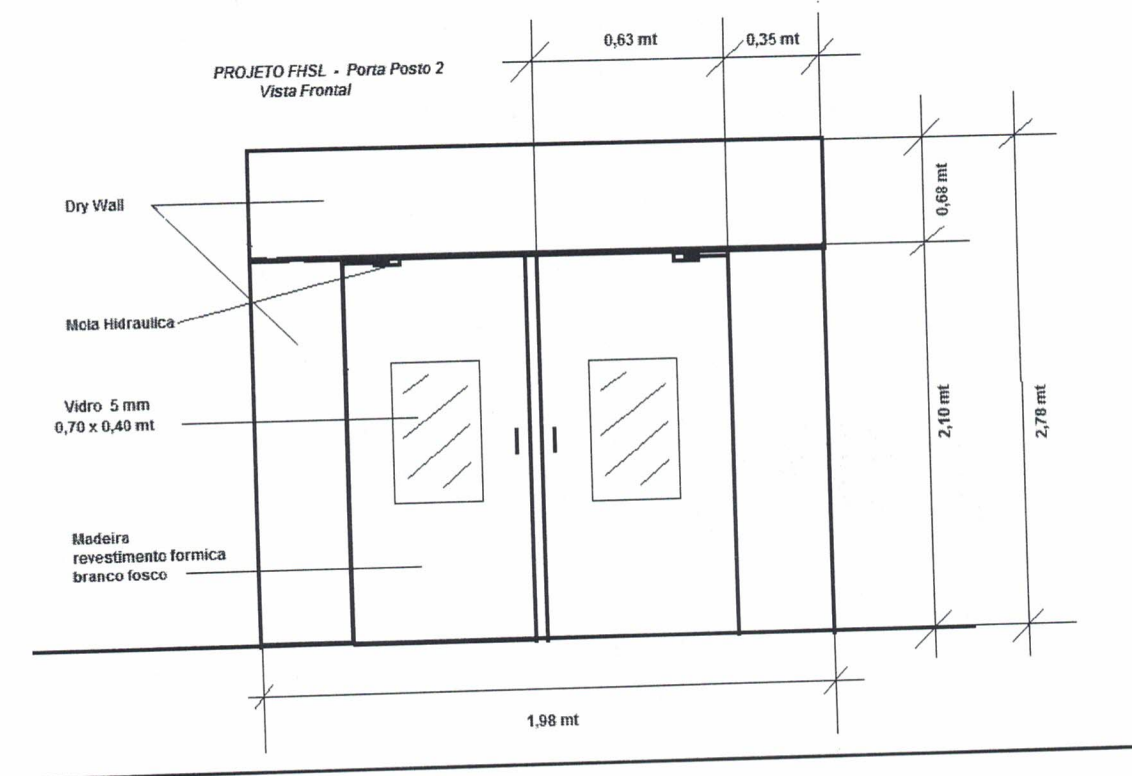 0,63 mt
0,35 mt
PROJETO FHSL - Porta Posto 2
Vista Frontal
Dry Wall
0,68 mt
Mola Hidraulica
Vidro 5 mm
0,70 x 0,40 mt
2,10 mt
2,78 mt
Madeira
revestimento formica
branco fosco
1,98 mt